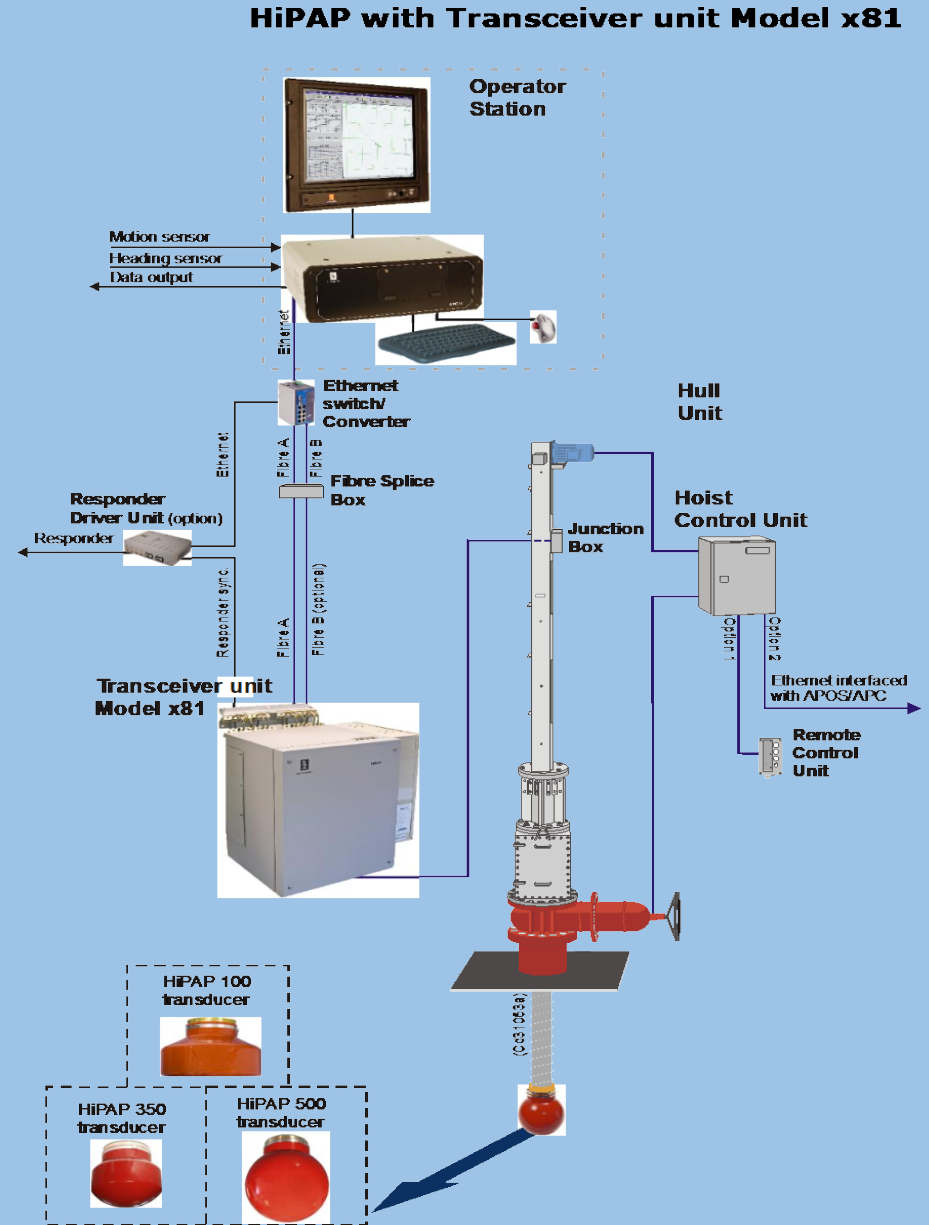 HiPAP with Transceiver unit Model x81
Operator
Station
Motion sensor
Heading sensor
Data output
Ethernet
Ethernet
switch/
Converter
Hull
Unit
Ethernet
Fibre A
Fibre B
Fibre Splice
Box
Responder
Driver Unit (option)
Responder
Hoist
Control Unit
Junction
Box
Responder sync.
Fibre A
Fibre B (optional)
Option 1
Option 2
Ethernet interfaced
with APOS/APC
Transceiver unit
Model x81
Remote
Control
Unit
HiPAP 100
transducer
(Cd31053a)
HiPAP 350
transducer
HiPAP 500
transducer